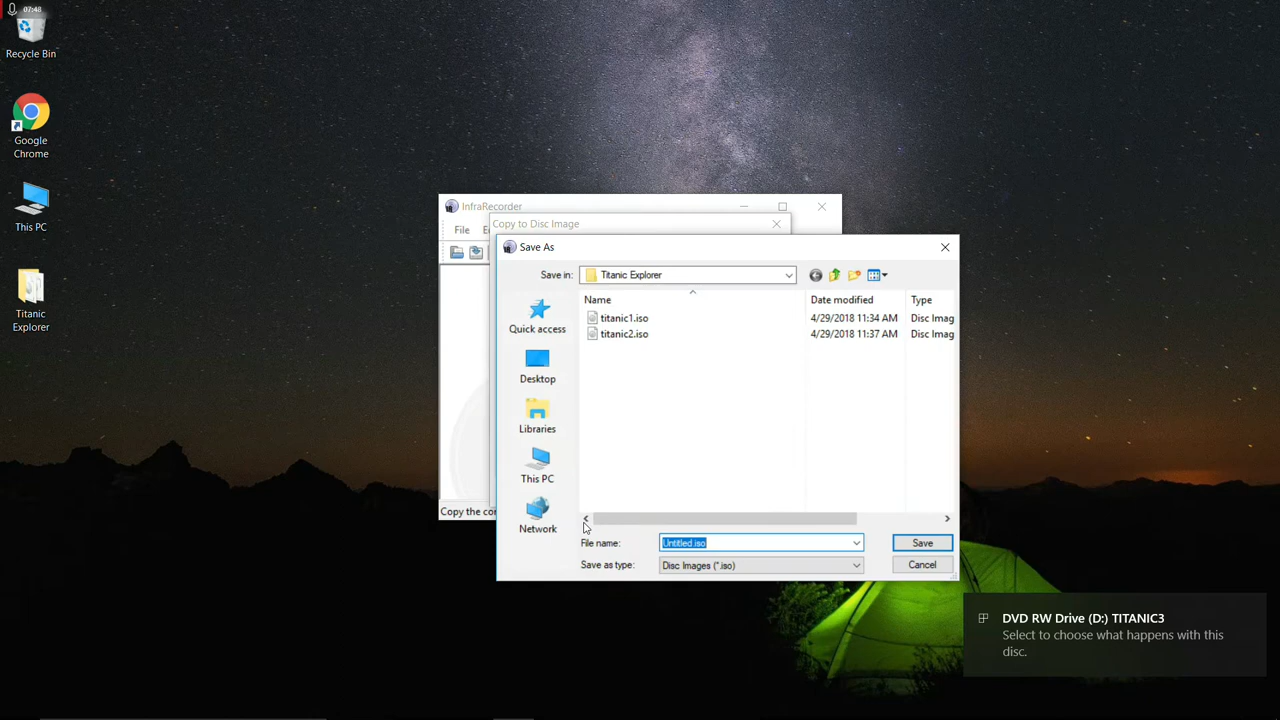 07:48
Recycle Bin
Google
Chrome
This PC
Titanic
Explorer
InfraRecorder
File E
Copy to Disc Image
Save As
Save in: Titanic Explorer
Name Date modified Type
titanic1.iso 4/29/2018 11:34 AM Disc Imag
titanic2.iso 4/29/2018 11:37 AM Disc Imag
Quick access
Desktop
Libraries
This PC
Network
Copy the co
File name: Untitled.iso Save
Save as type: Disc Images (*.iso) Cancel
DVD RW Drive (D:) TITANIC3
Select to choose what happens with this
disc.